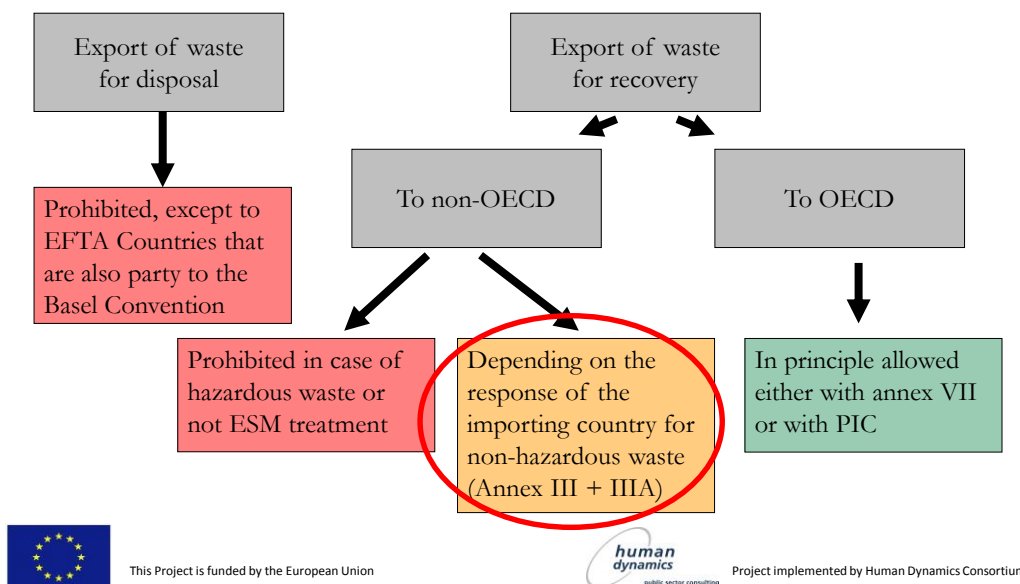 Export of waste
for disposal
Export of waste
for recovery
To non-OECD
To OECD
Prohibited, except to
EFTA Countries that
are also party to the
Basel Convention
Prohibited in case of
hazardous waste or
not ESM treatment
Depending on the
response of the
importing country for
non-hazardous waste
(Annex III + IIIA)
In principle allowed
either with annex VII
or with PIC
This Project is funded by the European Union
human
dynamics
public sector consulting
Project implemented by Human Dynamics Consortium